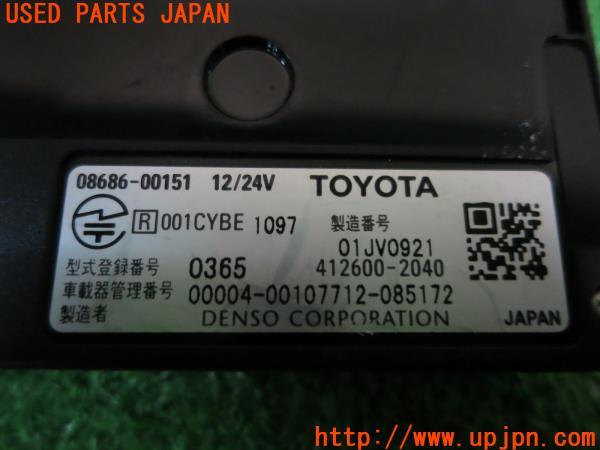 USED PARTS JAPAN
08686-00151 12/24V TOYOTA
R 001CYBE 1097 製造番号
01JV0921
型式登録番号 0365 412600-2040
車載器管理番号 00004-00107712-085172
製造者 DENSO CORPORATION JAPAN
UPJ
http://www.upjpn.com